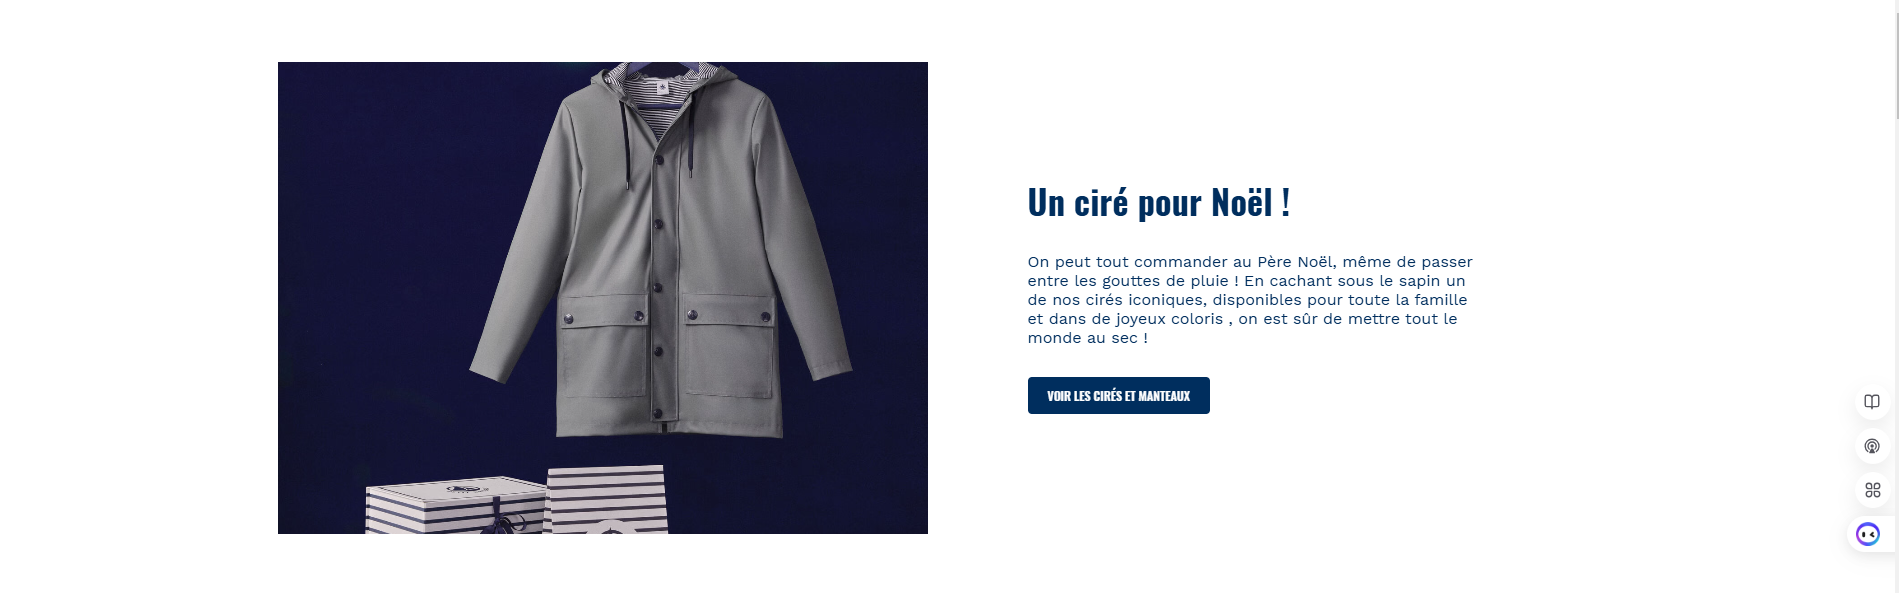 Un ciré pour Noël !
On peut tout commander au Père Noël, même de passer
entre les gouttes de pluie ! En cachant sous le sapin un
de nos cirés iconiques, disponibles pour toute la famille
et dans de joyeux coloris , on est sûr de mettre tout le
monde au sec !
VOIR LES CIRÉS ET MANTEAUX